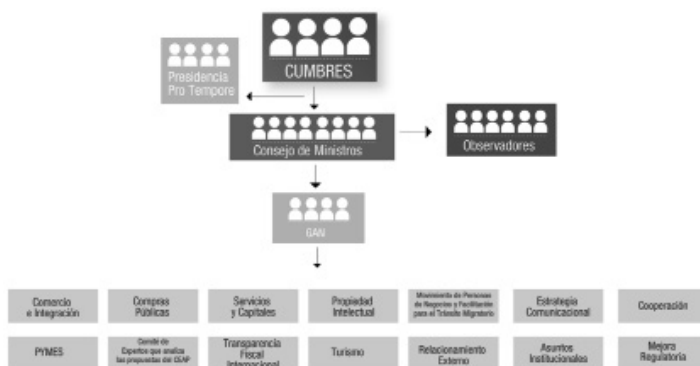 CUMBRES
Presidencia
Pro Tempore
Consejo de Ministros
Observadores
GAN
Comercio
e Integración
Compras
Públicas
Servicios
y Capitales
Propiedad
Intelectual
Movimiento de Personas
de Negocios y Facilitación
para el Tránsito Migratorio
Estrategia
Comunicacional
Cooperación
PYMES
Comité de
Expertos que analiza
las propuestas del CEAP
Transparencia
Fiscal
Internacional
Turismo
Relacionamiento
Externo
Asuntos
Institucionales
Mejora
Regulatoria